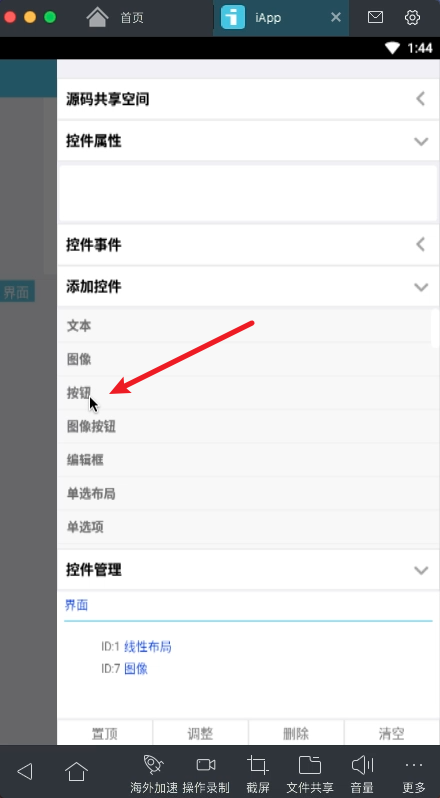 首页
iApp
1:44
源码共享空间
控件属性
控件事件
界面
添加控件
文本
图像
按钮
图像按钮
编辑框
单选布局
单选项
控件管理
界面
ID:1 线性布局
ID:7 图像
置顶 调整 删除 清空
海外加速 操作录制 截屏 文件共享 音量 更多